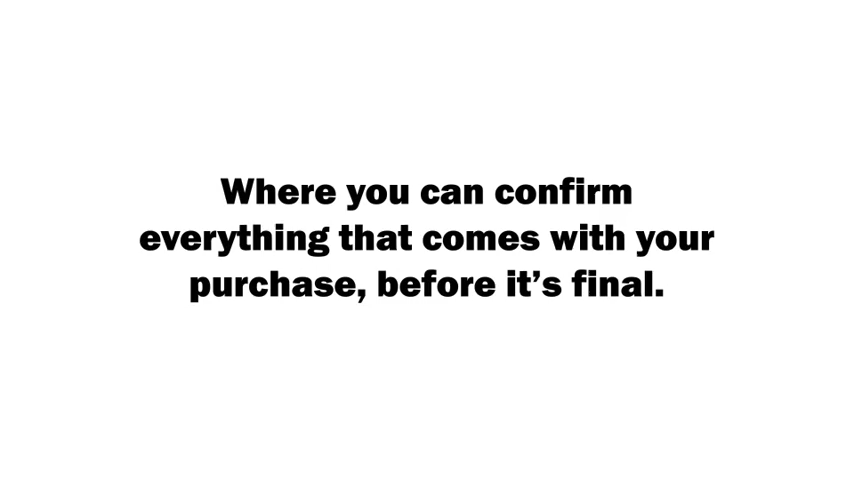 Where you can confirm
everything that comes with your
purchase, before it’s final.